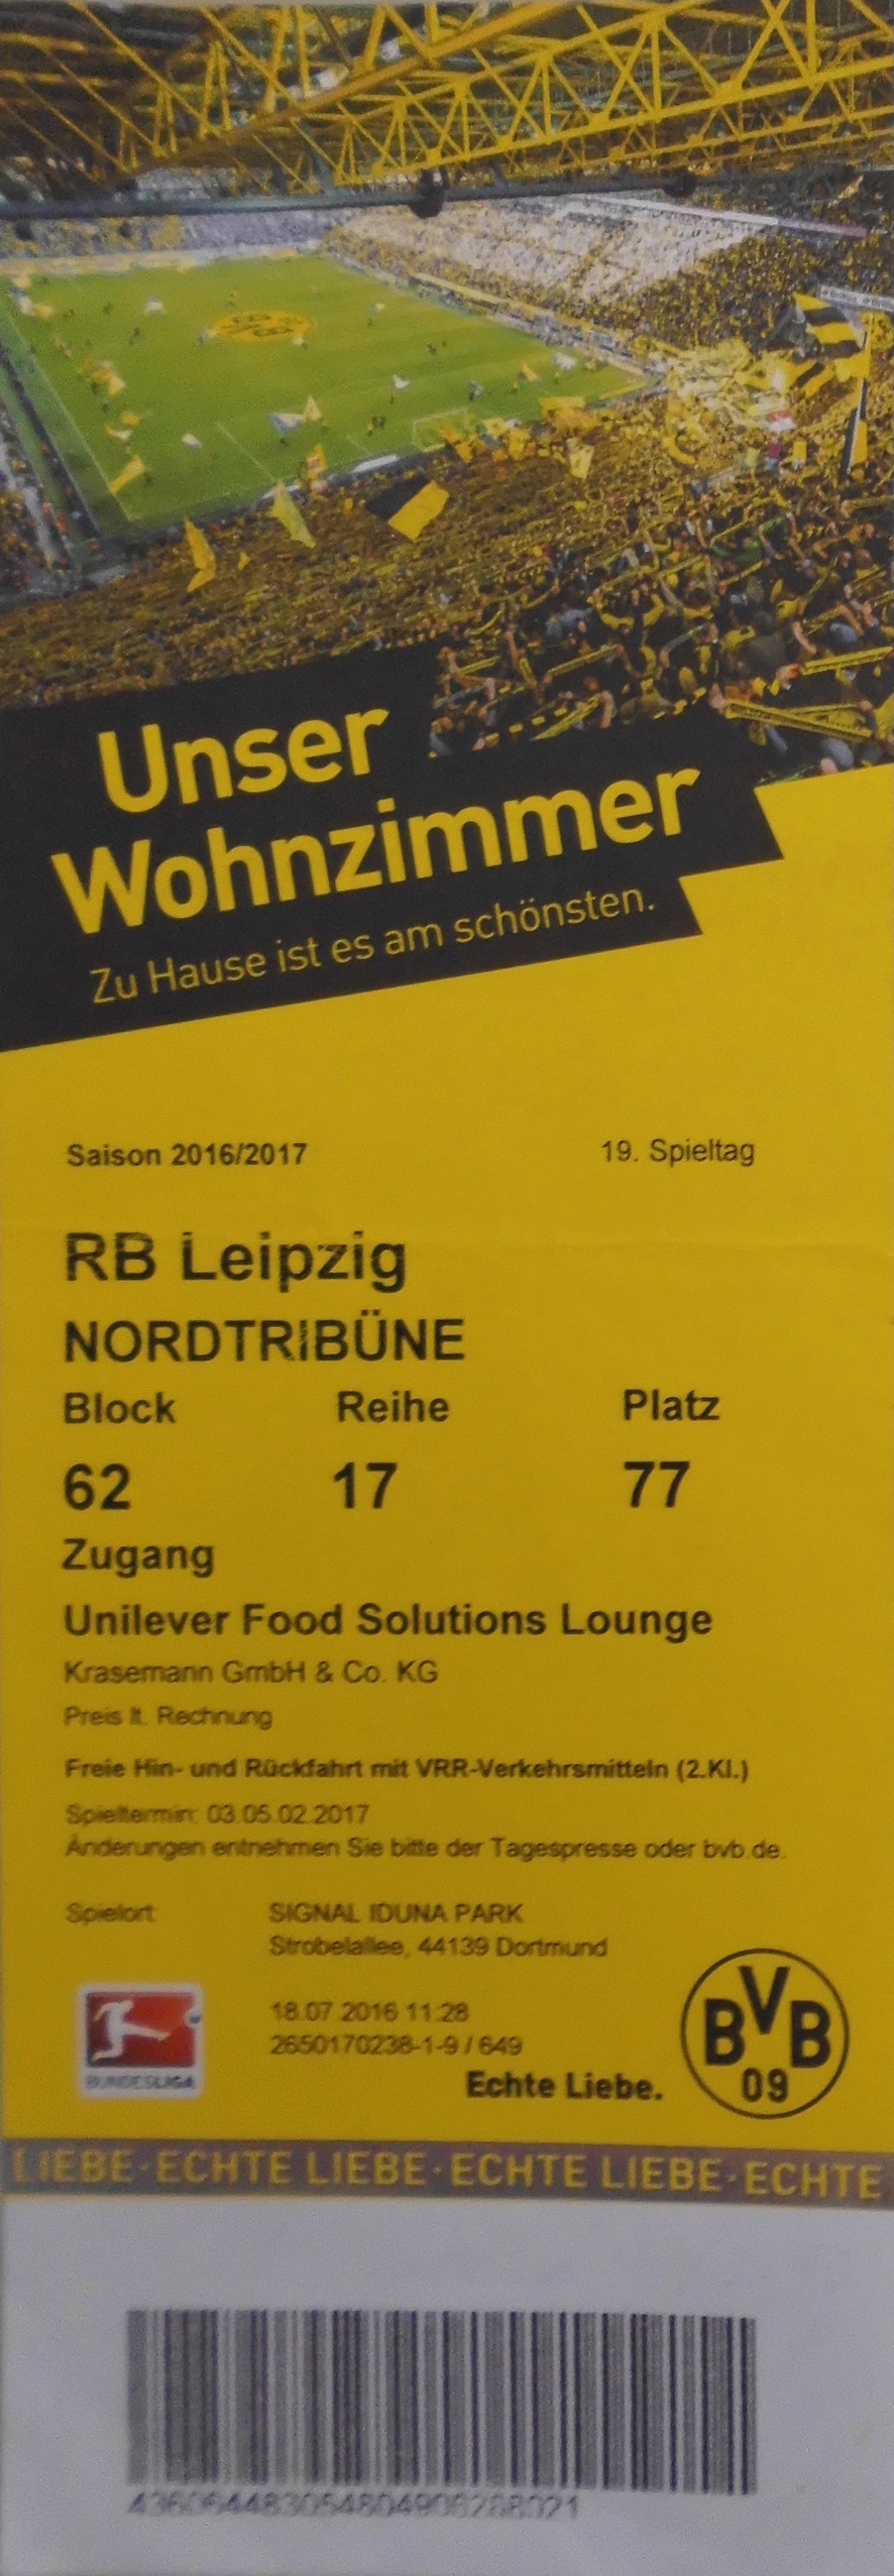 Unser
Wohnzimmer
Zu Hause ist es am schönsten.
Saison 2016/2017 19. Spieltag
RB Leipzig
NORDTRIBÜNE
Block Reihe Platz
62 17 77
Zugang
Unilever Food Solutions Lounge
Krasemann GmbH & Co. KG
Preis lt. Rechnung
Freie Hin- und Rückfahrt mit VRR-Verkehrsmitteln (2.Kl.)
Spieltermin: 03.05.02.2017
Änderungen entnehmen Sie bitte der Tagespresse oder bvb.de.
Spielort: SIGNAL IDUNA PARK
Strobelallee, 44139 Dortmund
18.07.2016 11:28
2650170238-1-9 / 649
BUNDESLIGA
Echte Liebe.
BVB
09
LIEBE · ECHTE LIEBE · ECHTE LIEBE · ECHTE